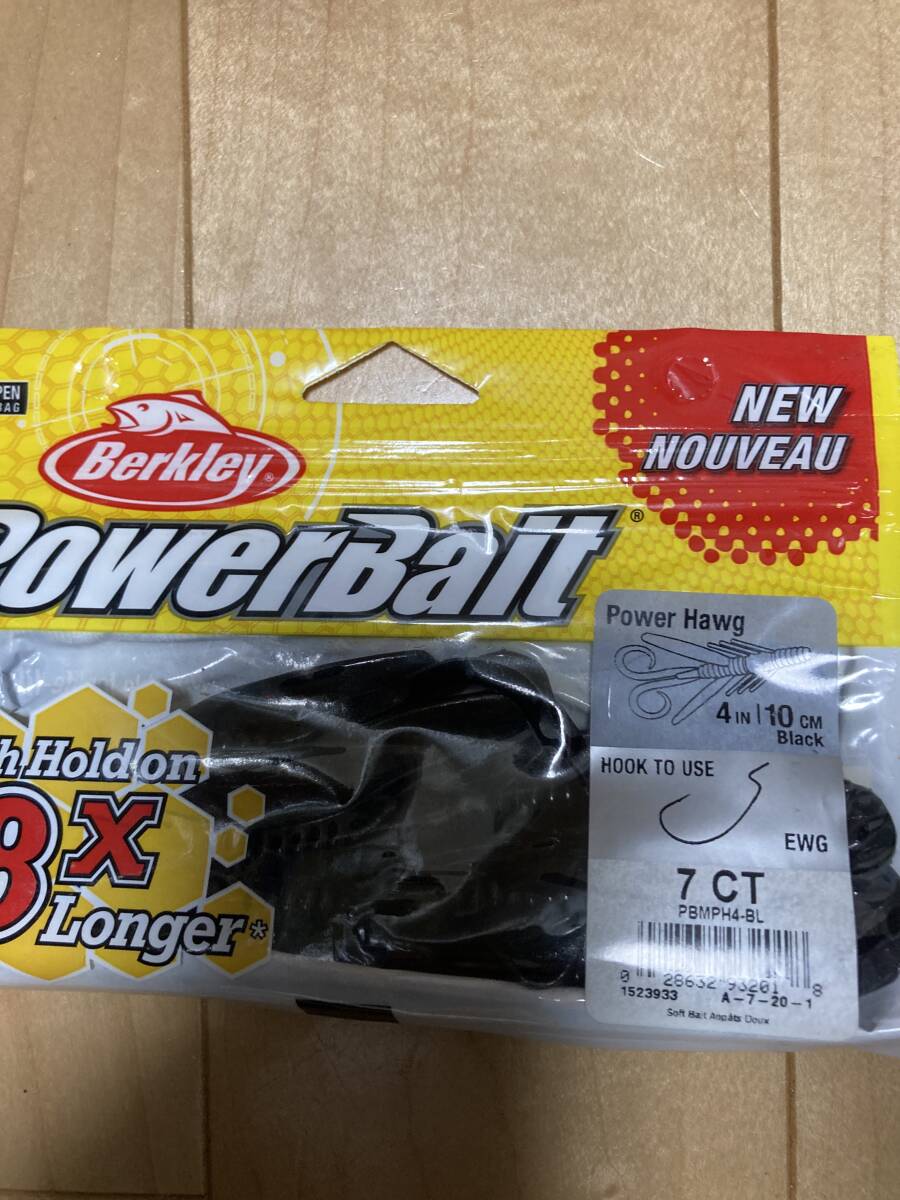 PEN
BAG
Berkley®
PowerBait®
NEW
NOUVEAU
Power Hawg
4 IN | 10 CM
Black
HOOK TO USE
EWG
7 CT
PBMPH4-BL
0 28632 93201 8
1523933 A-7-20-1
Soft Bait Appâts Doux
h Hold on
8X
Longer*